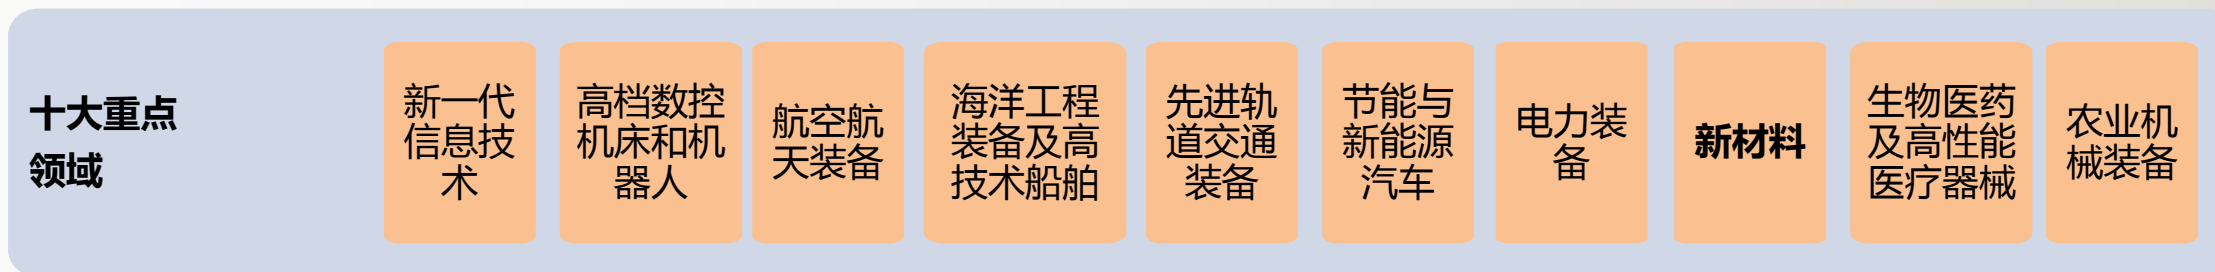 十大重点
领域
新一代
信息技
术
高档数控
机床和机
器人
航空航
天装备
海洋工程
装备及高
技术船舶
先进轨
道交通
装备
节能与
新能源
汽车
电力装
备
新材料
生物医药
及高性能
医疗器械
农业机
械装备